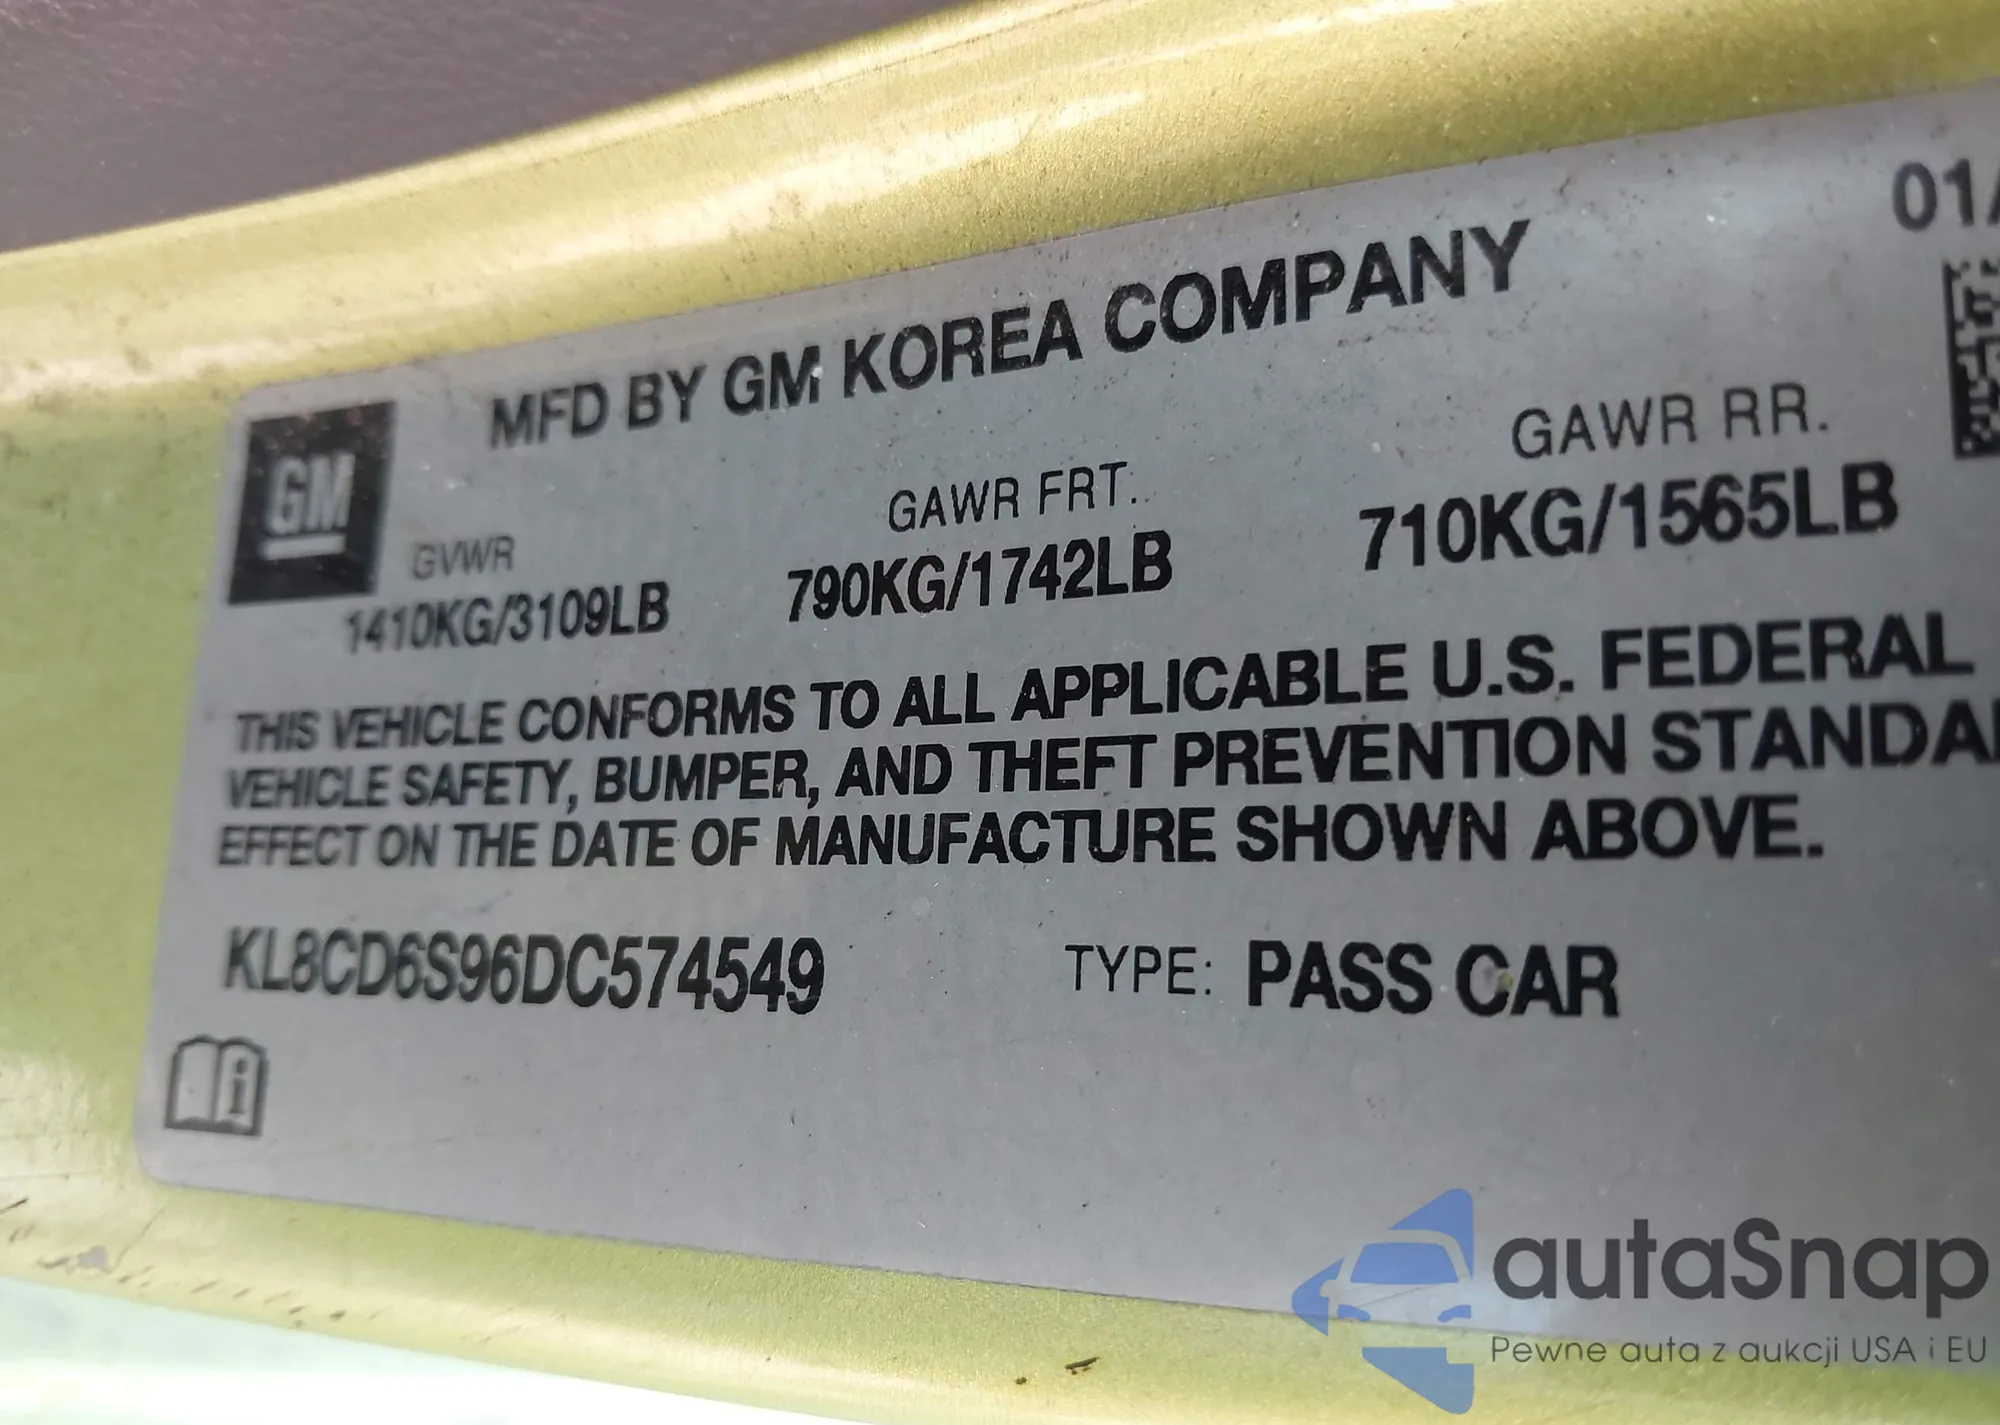 01/
MFD BY GM KOREA COMPANY
GM
GVWR GAWR FRT. GAWR RR.
1410KG/3109LB 790KG/1742LB 710KG/1565LB
THIS VEHICLE CONFORMS TO ALL APPLICABLE U.S. FEDERAL
VEHICLE SAFETY, BUMPER, AND THEFT PREVENTION STANDA
EFFECT ON THE DATE OF MANUFACTURE SHOWN ABOVE.
KL8CD6S96DC574549 TYPE: PASS CAR
i
autaSnap
Pewne auta z aukcji USA i EU